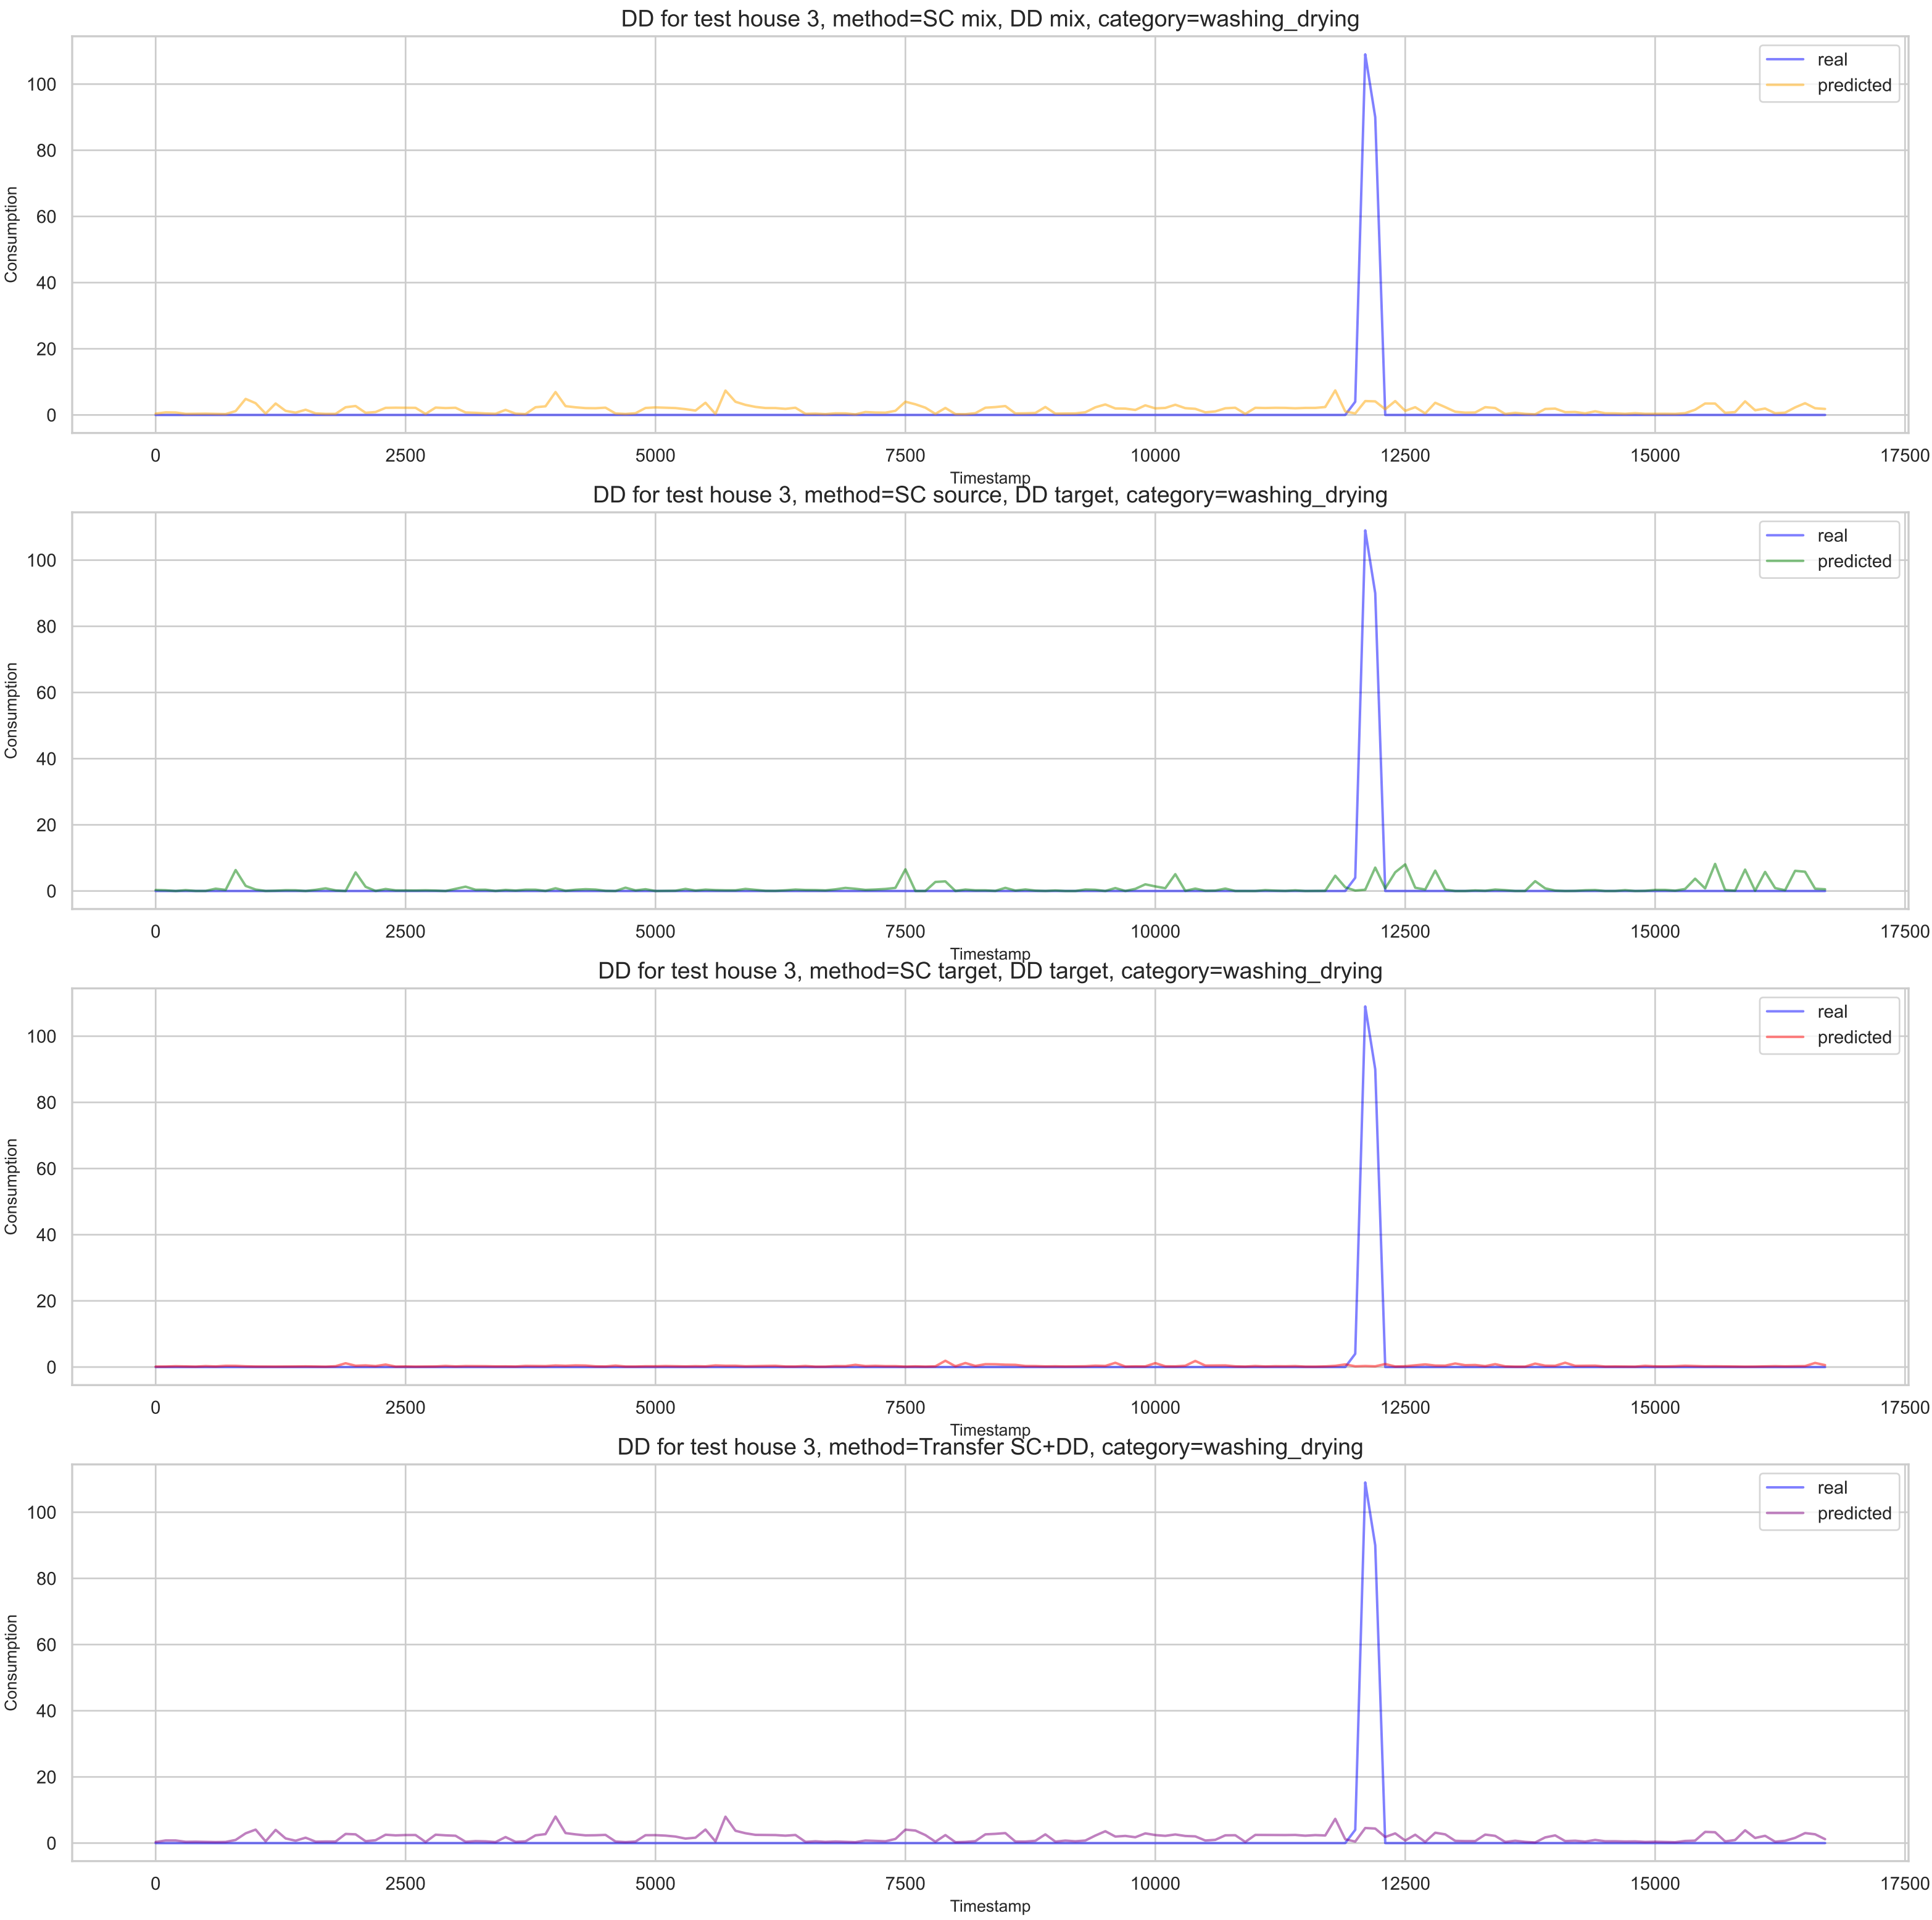 DD for test house 3, method=SC mix, DD mix, category=washing_drying
real
predicted
100
80
60
40
20
0
Consumption
0 2500 5000 7500 10000 12500 15000 17500
Timestamp
DD for test house 3, method=SC source, DD target, category=washing_drying
real
predicted
100
80
60
40
20
0
Consumption
0 2500 5000 7500 10000 12500 15000 17500
Timestamp
DD for test house 3, method=SC target, DD target, category=washing_drying
real
predicted
100
80
60
40
20
0
Consumption
0 2500 5000 7500 10000 12500 15000 17500
Timestamp
DD for test house 3, method=Transfer SC+DD, category=washing_drying
real
predicted
100
80
60
40
20
0
Consumption
0 2500 5000 7500 10000 12500 15000 17500
Timestamp